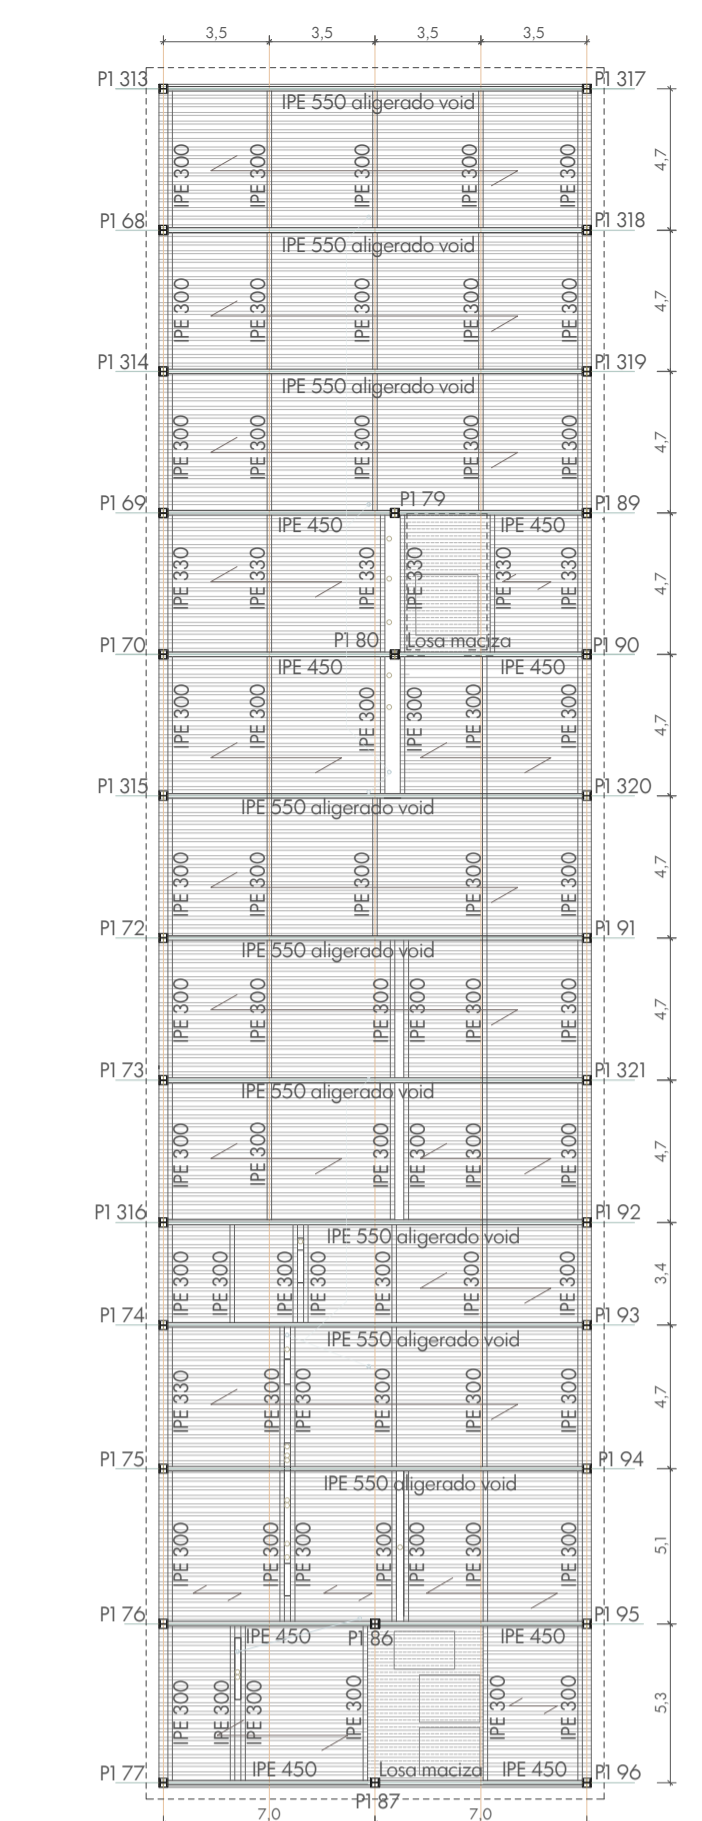 3,5 3,5 3,5 3,5
P1 313 P1 317
IPE 550 aligerado void
IPE 300 IPE 300 IPE 300 IPE 300 IPE 300 4,7
P1 68 P1 318
IPE 550 aligerado void
IPE 300 IPE 300 IPE 300 IPE 300 IPE 300 4,7
P1 314 P1 319
IPE 550 aligerado void
IPE 300 IPE 300 IPE 300 IPE 300 IPE 300 4,7
P1 69 P1 79 P1 89
IPE 450 IPE 450
IPE 330 IPE 330 IPE 330 IPE 330 IPE 330 IPE 330 4,7
P1 70 P1 80 Losa maciza P1 90
IPE 450 IPE 450
IPE 300 IPE 300 IPE 300 IPE 300 IPE 300 IPE 300 4,7
P1 315 P1 320
IPE 550 aligerado void
IPE 300 IPE 300 IPE 300 IPE 300 IPE 300 4,7
P1 72 P1 91
IPE 550 aligerado void
IPE 300 IPE 300 IPE 300 IPE 300 IPE 300 IPE 300 4,7
P1 73 P1 321
IPE 550 aligerado void
IPE 300 IPE 300 IPE 300 IPE 300 IPE 300 IPE 300 4,7
P1 316 P1 92
IPE 550 aligerado void
IPE 300 IPE 300 IPE 300 IPE 300 IPE 300 IPE 300 3,4
P1 74 P1 93
IPE 550 aligerado void
IPE 330 IPE 300 IPE 300 IPE 300 IPE 300 IPE 300 4,7
P1 75 P1 94
IPE 550 aligerado void
IPE 300 IPE 300 IPE 300 IPE 300 IPE 300 IPE 300 IPE 300 5,1
P1 76 P1 95
IPE 450 P1 86 IPE 450
IPE 300 IPE 300 IPE 300 IPE 300 IPE 300 IPE 300 5,3
P1 77 IPE 450 Losa maciza IPE 450 P1 96
P1 87
7,0 7,0